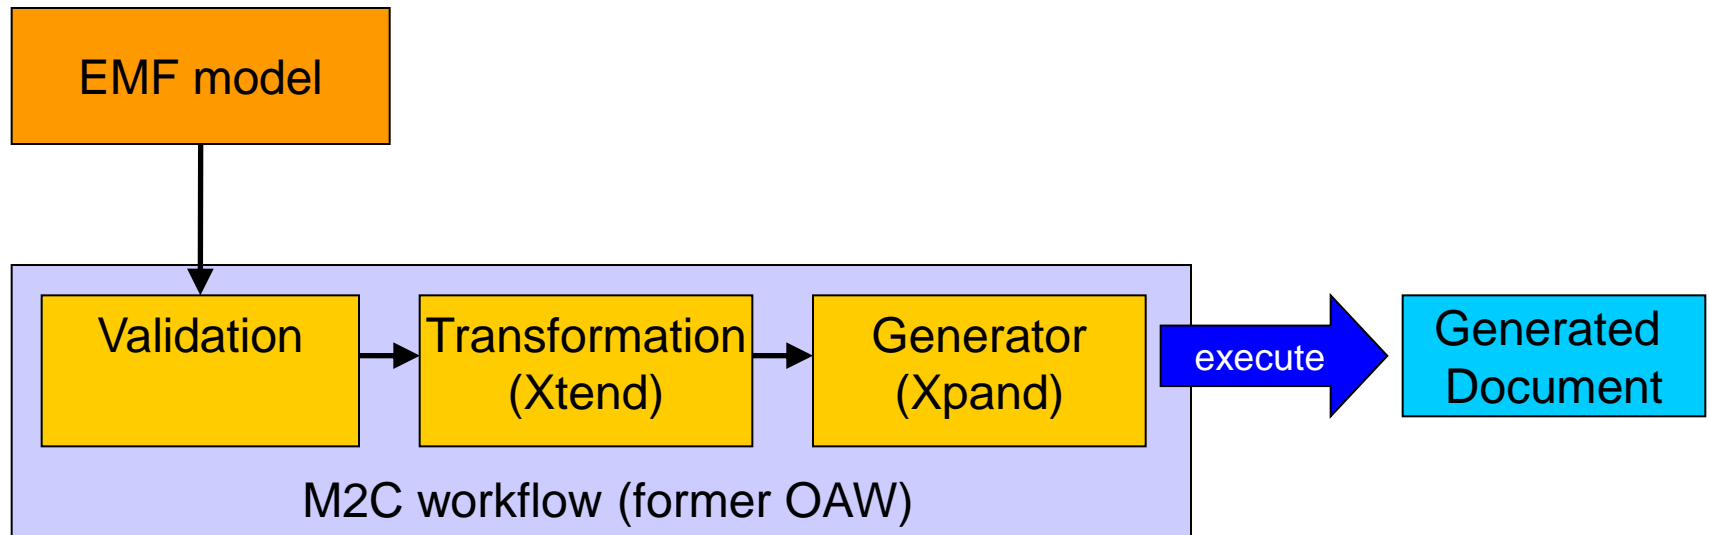 EMF model
Validation
Transformation
(Xtend)
Generator
(Xpand)
execute
Generated
Document
M2C workflow (former OAW)